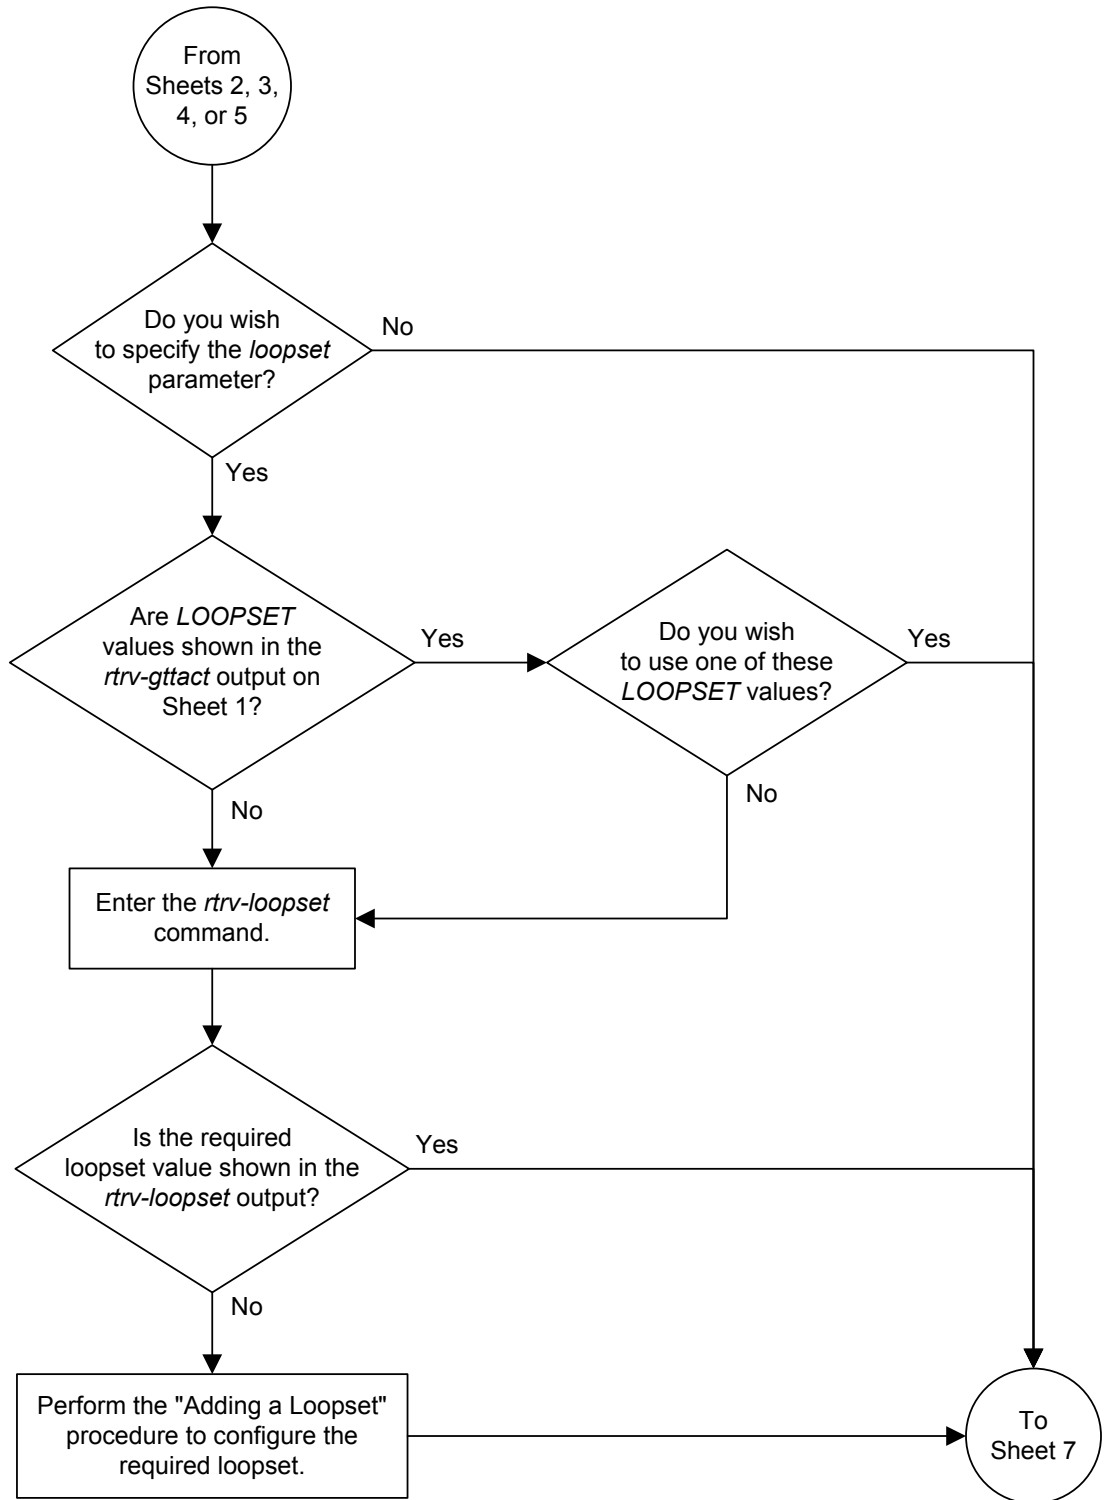 From
Sheets 2, 3,
4, or 5
Do you wish
to specify the loopset
parameter?
No
Yes
Are LOOPSET
values shown in the
rtrv-gttact output on
Sheet 1?
Yes
Do you wish
to use one of these
LOOPSET values?
Yes
No
No
Enter the rtrv-loopset
command.
Is the required
loopset value shown in the
rtrv-loopset output?
Yes
No
Perform the "Adding a Loopset"
procedure to configure the
required loopset.
To
Sheet 7